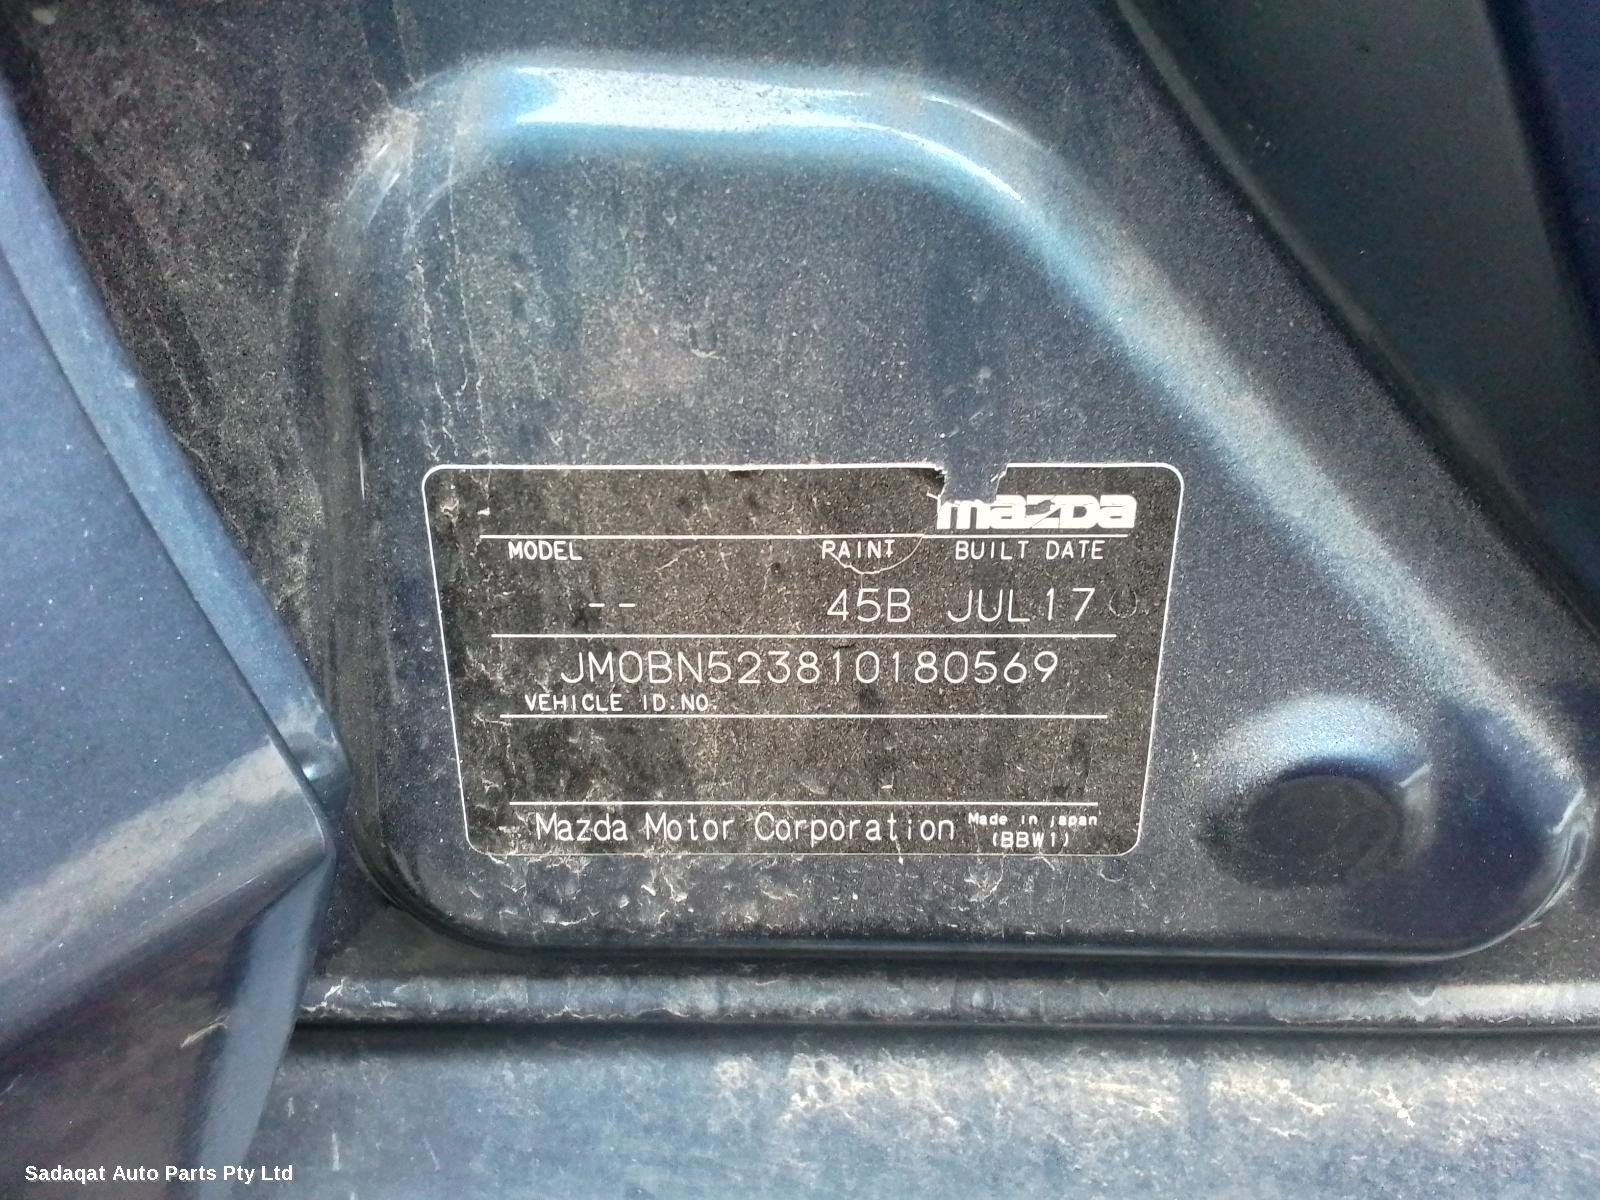 mazda
MODEL PAINT BUILT DATE
-- 45B JUL17
JM0BN523810180569
VEHICLE ID.NO.
Mazda Motor Corporation Made in japan
(BBW1)
Sadaqat Auto Parts Pty Ltd